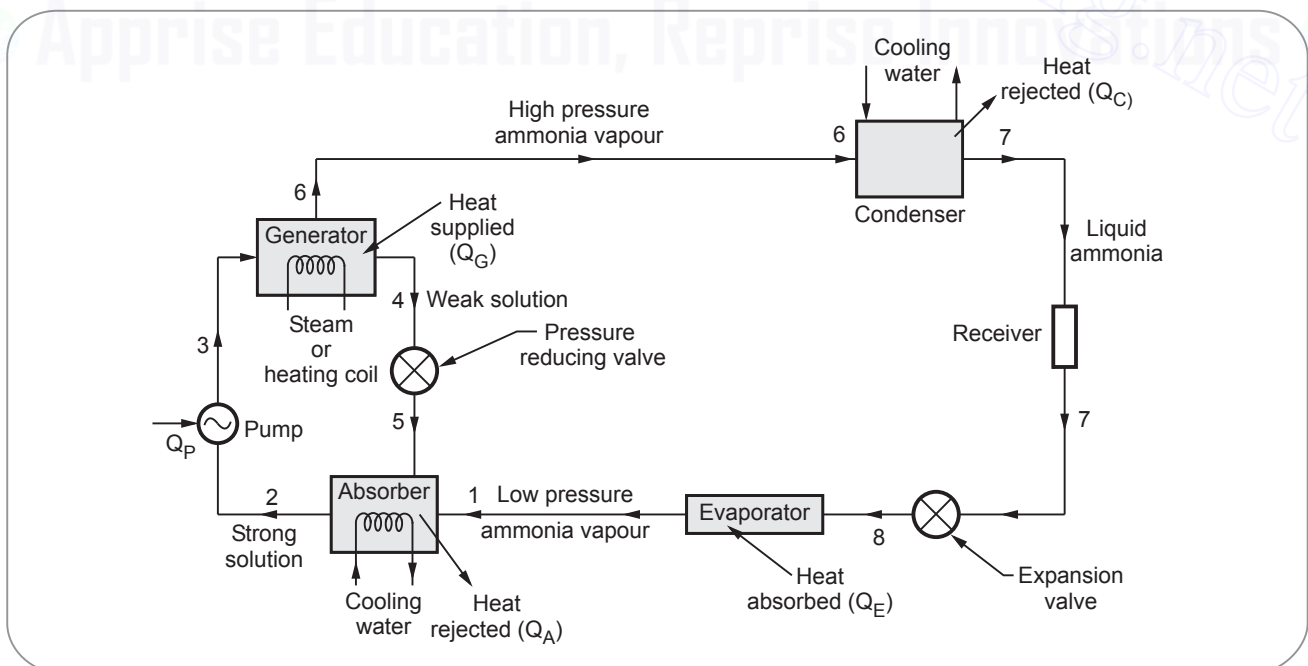 Apprise Education, Reprise Innovations
g.net
Cooling
water
Heat
rejected (QC)
High pressure
ammonia vapour
6
7
6
Condenser
Heat
supplied
(QG)
Generator
Liquid
ammonia
4
Weak solution
Steam
or
heating coil
Pressure
reducing valve
3
Receiver
5
7
Pump
QP
Absorber
2
1
Low pressure
ammonia vapour
Evaporator
8
Strong
solution
Cooling
water
Heat
rejected (QA)
Heat
absorbed (QE)
Expansion
valve